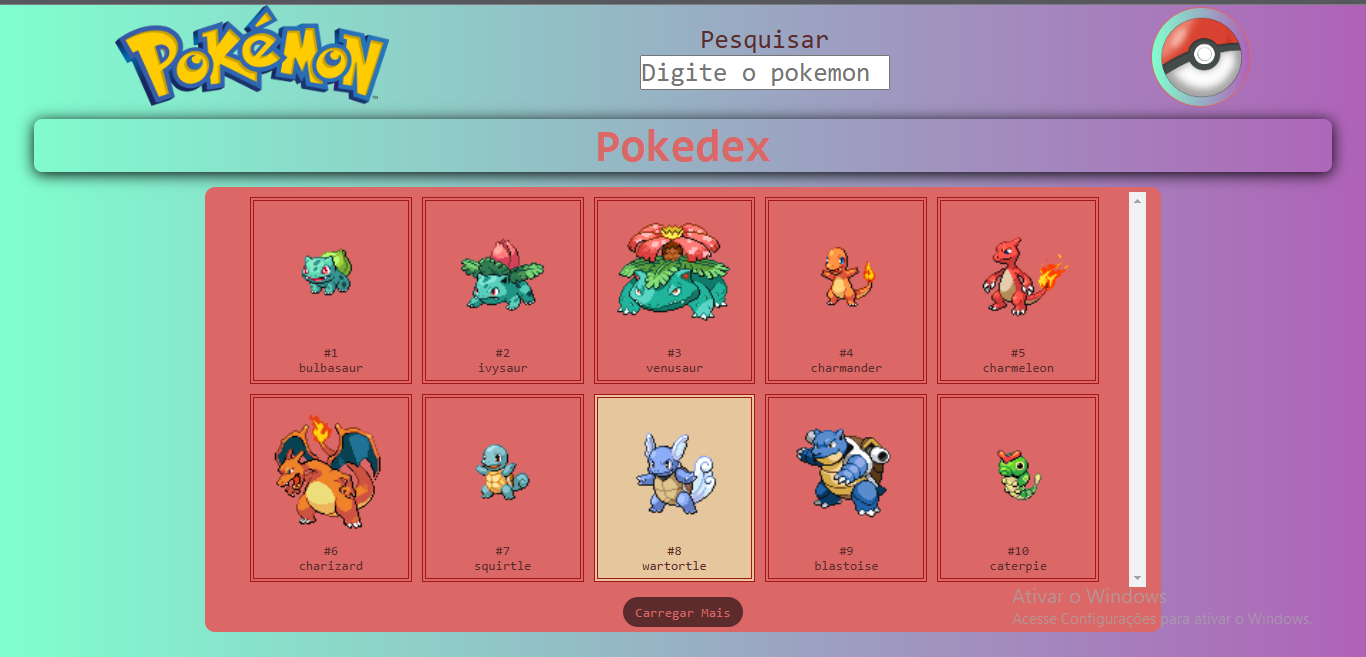 POKéMON
Pesquisar
Digite o pokemon
Pokedex
#1
bulbasaur
#2
ivysaur
#3
venusaur
#4
charmander
#5
charmeleon
#6
charizard
#7
squirtle
#8
wartortle
#9
blastoise
#10
caterpie
Carregar Mais
Ativar o Windows
Acesse Configurações para ativar o Windows.